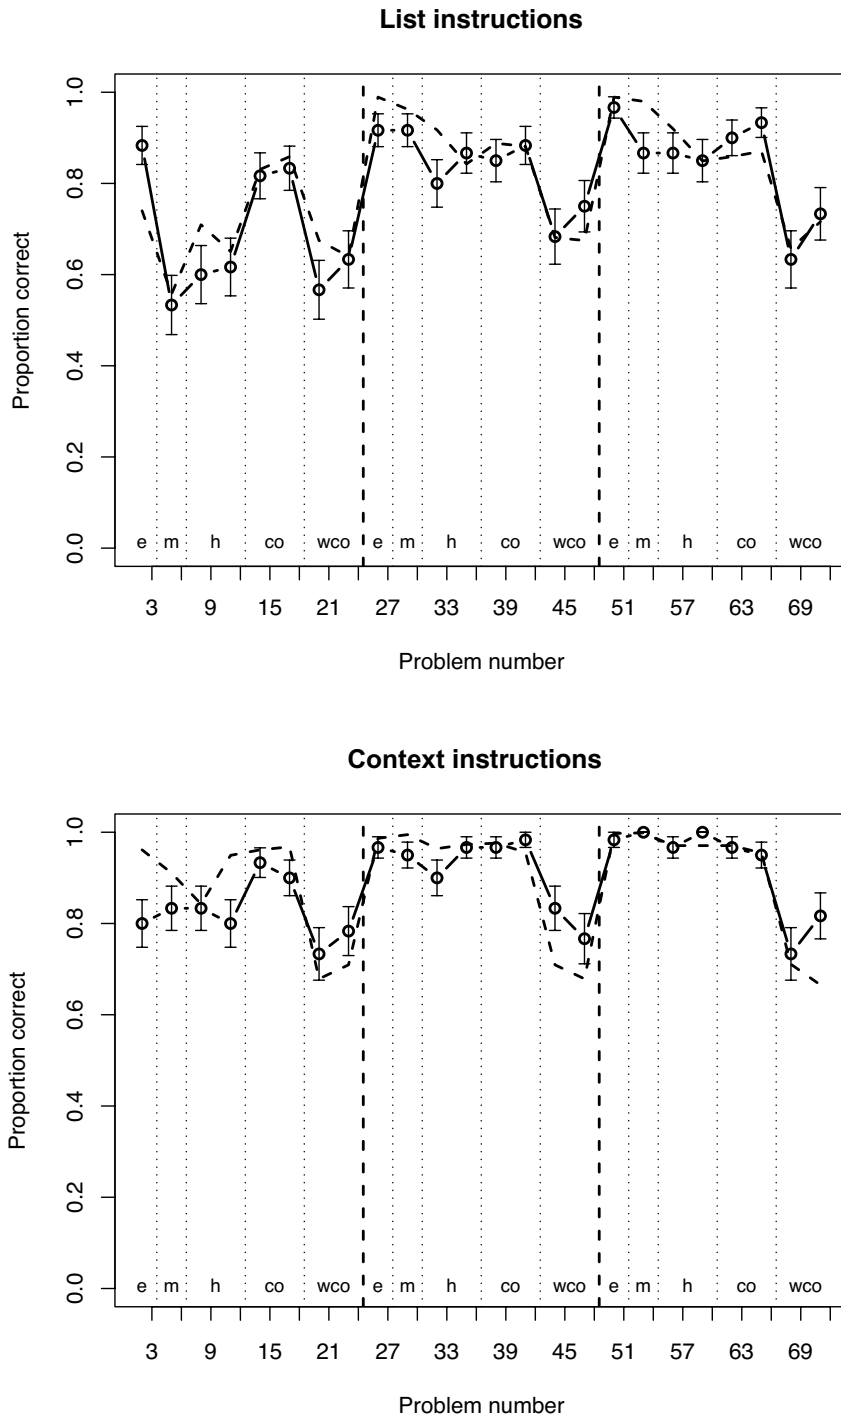 List instructions
Proportion correct
1.0
0.8
0.6
0.4
0.2
0.0
e m h co wco e m h co wco e m h co wco
3 9 15 21 27 33 39 45 51 57 63 69
Problem number
Context instructions
Proportion correct
1.0
0.8
0.6
0.4
0.2
0.0
e m h co wco e m h co wco e m h co wco
3 9 15 21 27 33 39 45 51 57 63 69
Problem number